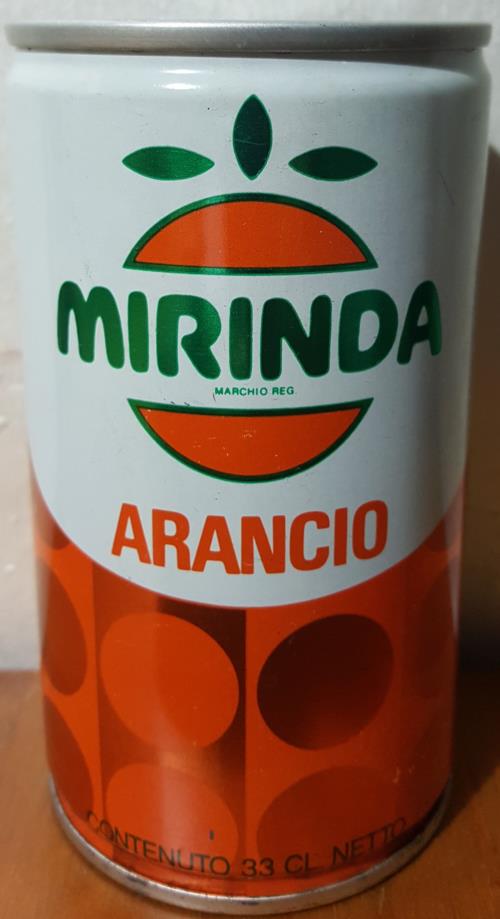 MIRINDA
MARCHIO REG.
ARANCIO
CONTENUTO 33 CL NETTO